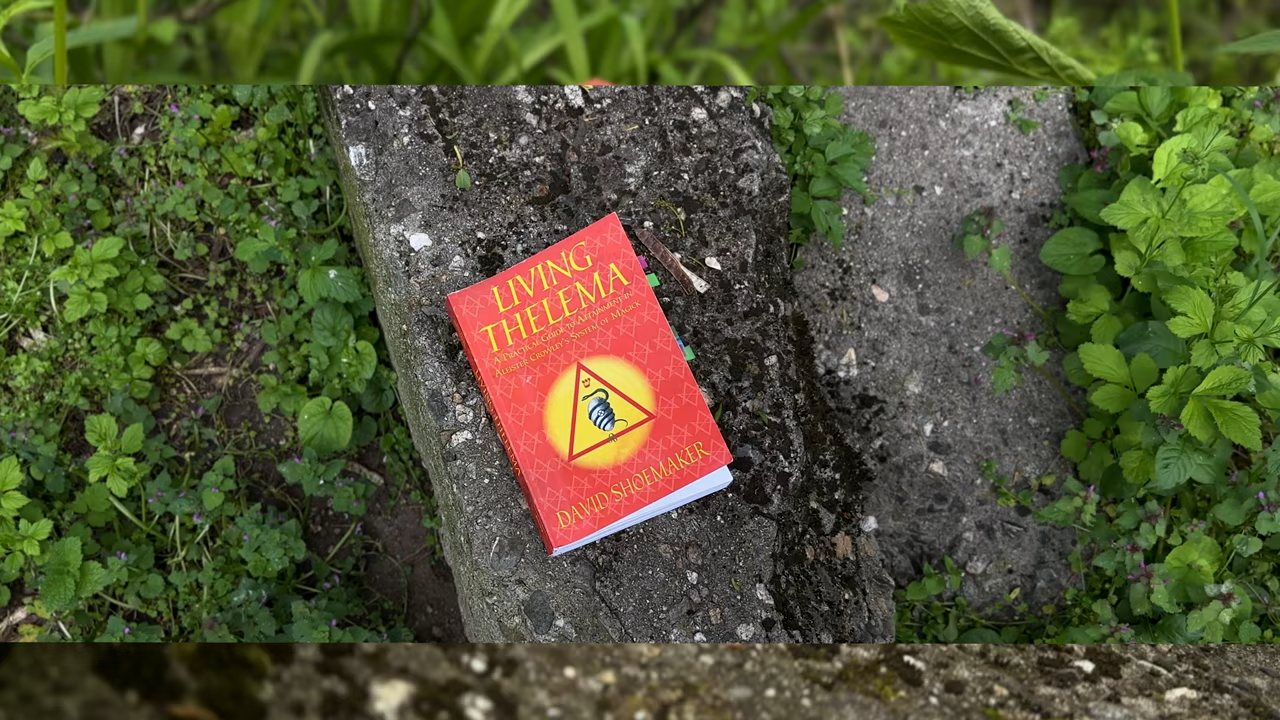 LIVING
THELEMA
A PRACTICAL GUIDE TO ATTAINMENT IN
ALEISTER CROWLEY'S SYSTEM OF MAGICK
DAVID SHOEMAKER